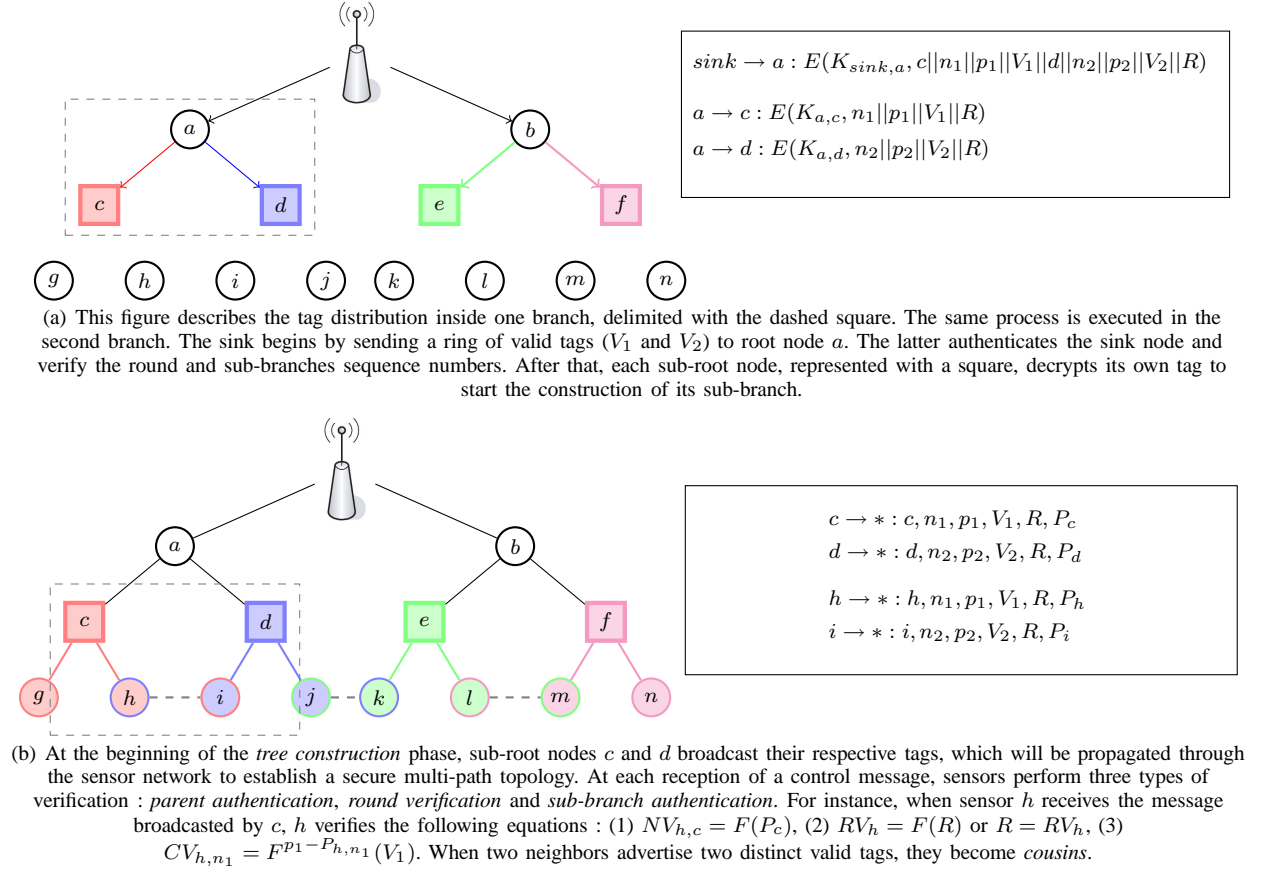 sink → a : E(K_{sink,a}, c||n_1||p_1||V_1||d||n_2||p_2||V_2||R)
a → c : E(K_{a,c}, n_1||p_1||V_1||R)
a → d : E(K_{a,d}, n_2||p_2||V_2||R)
a
b
c
d
e
f
g
h
i
j
k
l
m
n
(a) This figure describes the tag distribution inside one branch, delimited with the dashed square. The same process is executed in the
second branch. The sink begins by sending a ring of valid tags (V_1 and V_2) to root node a. The latter authenticates the sink node and
verify the round and sub-branches sequence numbers. After that, each sub-root node, represented with a square, decrypts its own tag to
start the construction of its sub-branch.
c → ∗ : c, n_1, p_1, V_1, R, P_c
d → ∗ : d, n_2, p_2, V_2, R, P_d
h → ∗ : h, n_1, p_1, V_1, R, P_h
i → ∗ : i, n_2, p_2, V_2, R, P_i
a
b
c
d
e
f
g
h
i
j
k
l
m
n
(b) At the beginning of the tree construction phase, sub-root nodes c and d broadcast their respective tags, which will be propagated through
the sensor network to establish a secure multi-path topology. At each reception of a control message, sensors perform three types of
verification : parent authentication, round verification and sub-branch authentication. For instance, when sensor h receives the message
broadcasted by c, h verifies the following equations : (1) NV_{h,c} = F(P_c), (2) RV_h = F(R) or R = RV_h, (3)
CV_{h,n_1} = F^{p_1−P_{h,n_1}}(V_1). When two neighbors advertise two distinct valid tags, they become cousins.